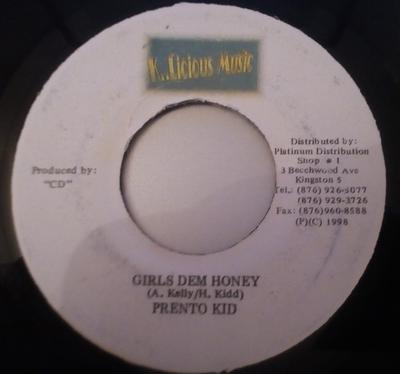 K..Licious Music
Produced by:
"CD"
Distributed by:
Platinum Distribution
Shop # 1
3 Beechwood Ave
Kingston 5
Tel.: (876) 926-5077
(876) 929-3726
Fax: (876)960-8588
(P)(C) 1998
GIRLS DEM HONEY
(A. Kelly/H. Kidd)
PRENTO KID